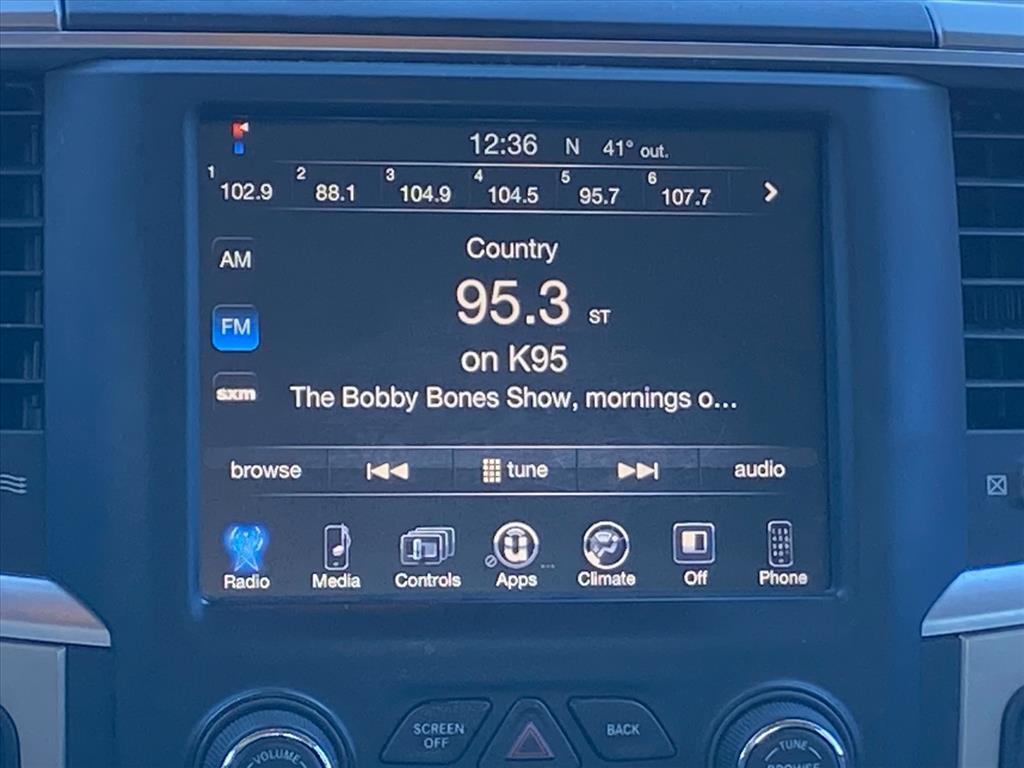 12:36 N 41° out.
1 102.9 2 88.1 3 104.9 4 104.5 5 95.7 6 107.7
AM
Country
95.3 ST
FM
on K95
sxm
The Bobby Bones Show, mornings o...
browse tune audio
Radio Media Controls Apps Climate Off Phone
SCREEN OFF BACK
VOLUME TUNE
BROWSE